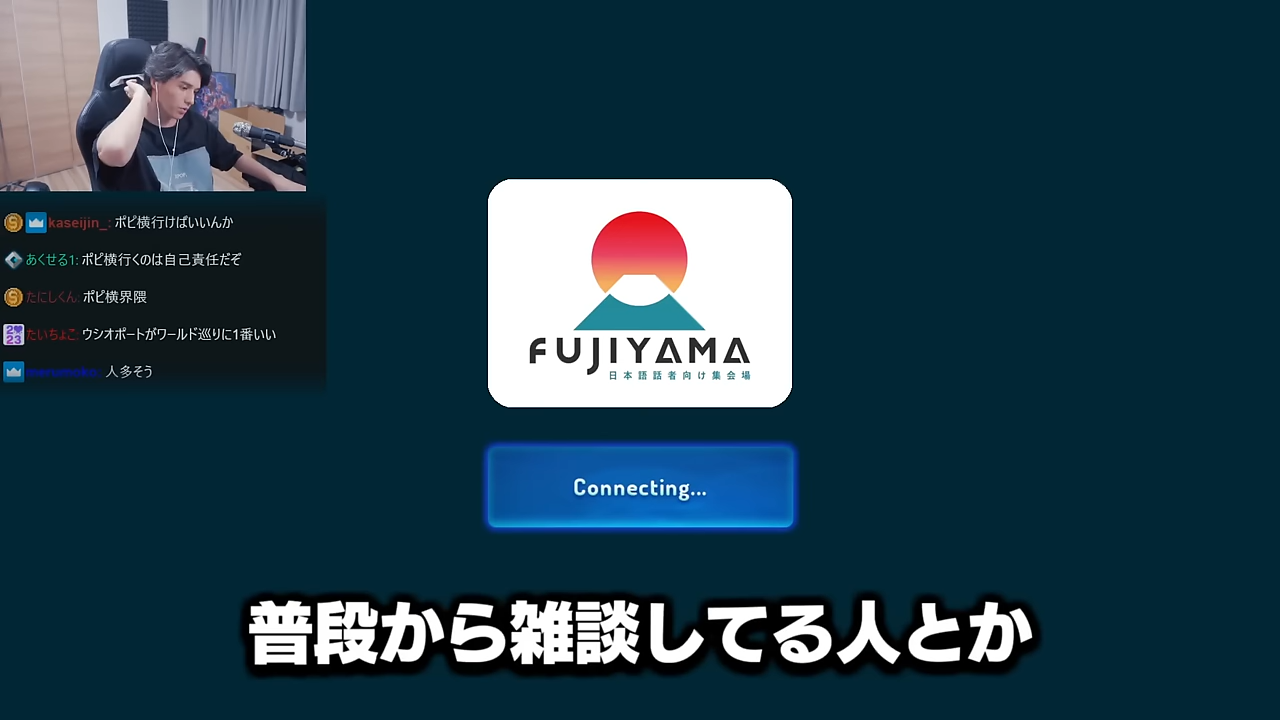 kaseijin_: ポピ横行けばいいんか
あくせる1: ポピ横行くのは自己責任だぞ
たにしくん: ポピ横界隈
たいちょこ: ウシオポートがワールド巡りに1番いい
人多そう
FUJIYAMA
日本語話者向け集会場
Connecting...
普段から雑談してる人とか